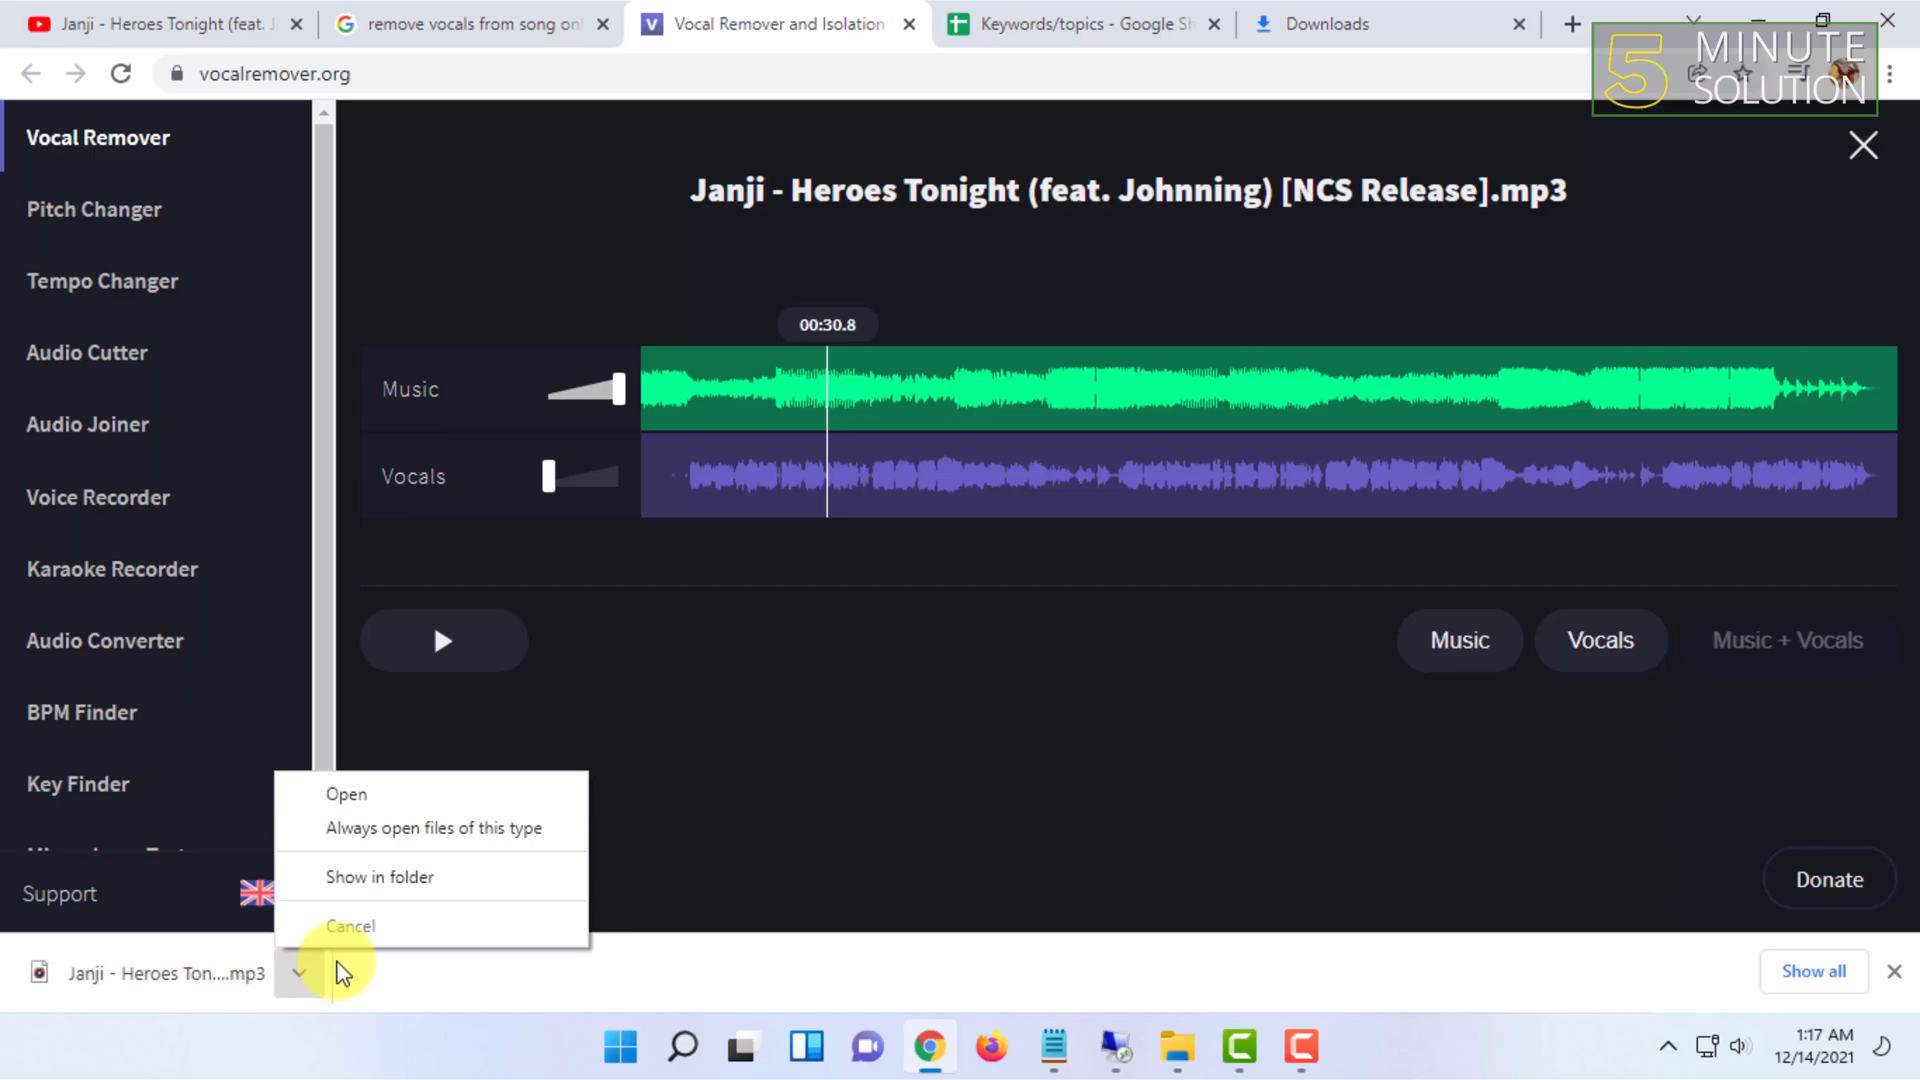 Janji - Heroes Tonight (feat. J
remove vocals from song onl
Vocal Remover and Isolation
Keywords/topics - Google Sh
Downloads
vocalremover.org
5 MINUTE
SOLUTION
Vocal Remover
Pitch Changer
Tempo Changer
Audio Cutter
Audio Joiner
Voice Recorder
Karaoke Recorder
Audio Converter
BPM Finder
Key Finder
Support
Janji - Heroes Tonight (feat. Johnning) [NCS Release].mp3
00:30.8
Music
Vocals
Music
Vocals
Music + Vocals
Donate
Open
Always open files of this type
Show in folder
Cancel
Janji - Heroes Ton....mp3
Show all
1:17 AM
12/14/2021